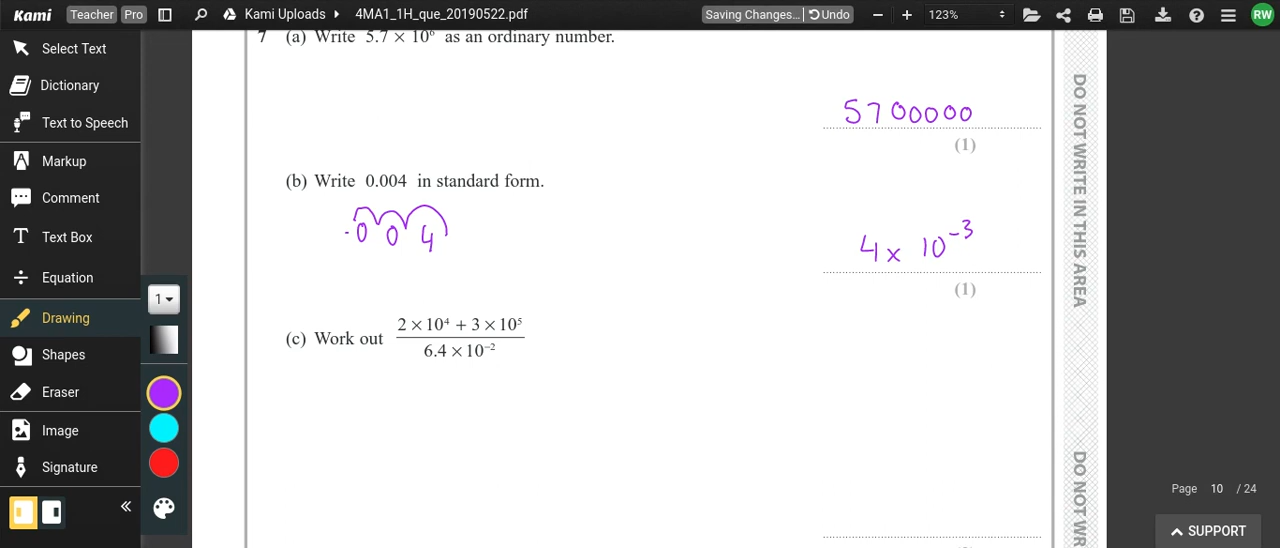 Kami Teacher Pro Kami Uploads 4MA1_1H_que_20190522.pdf Saving Changes... Undo 123% RW
Select Text
Dictionary
Text to Speech
Markup
Comment
Text Box
Equation
Drawing
Shapes
Eraser
Image
Signature
1
7 (a) Write 5.7 × 10⁶ as an ordinary number.
5700000
(1)
(b) Write 0.004 in standard form.
.004
4 x 10⁻³
(1)
(c) Work out (2 × 10⁴ + 3 × 10⁵) / (6.4 × 10⁻²)
DO NOT WRITE IN THIS AREA
Page 10 / 24
SUPPORT